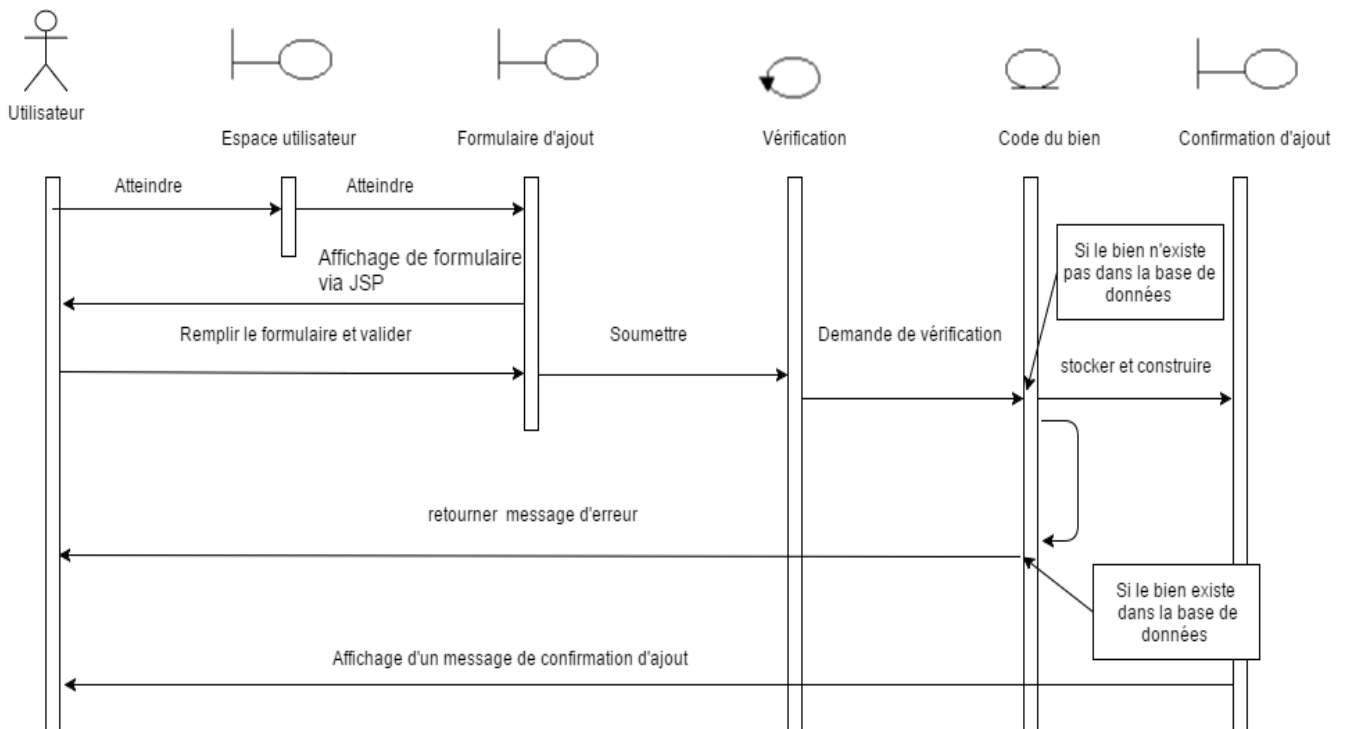 Utilisateur
Espace utilisateur
Formulaire d'ajout
Vérification
Code du bien
Confirmation d'ajout
Atteindre
Atteindre
Affichage de formulaire
via JSP
Si le bien n'existe
pas dans la base de
données
Remplir le formulaire et valider
Soumettre
Demande de vérification
stocker et construire
retourner message d'erreur
Si le bien existe
dans la base de
données
Affichage d'un message de confirmation d'ajout